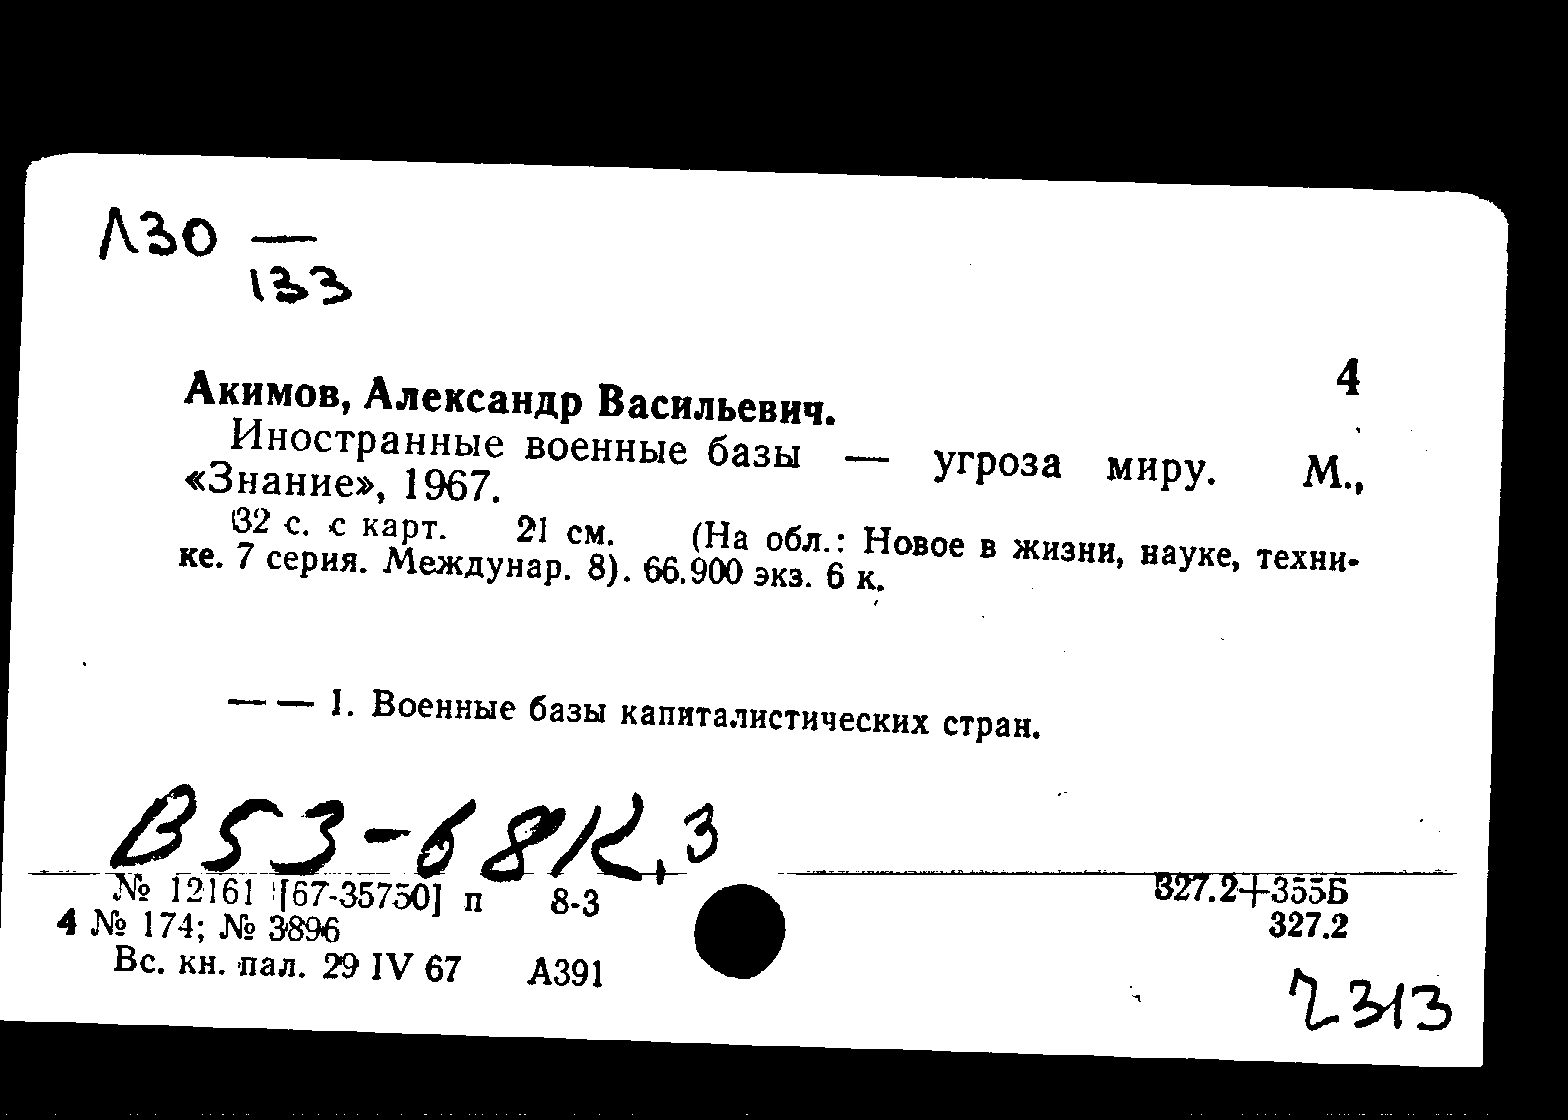 Л30 —
133
4
Акимов, Александр Васильевич.
Иностранные военные базы — угроза миру. М.,
«Знание», 1967.
32 с. с карт. 21 см. (На обл.: Новое в жизни, науке, техни-
ке. 7 серия. Междунар. 8). 66.900 экз. 6 к.
— — 1. Военные базы капиталистических стран.
В53-68К,3
№ 12161 [67-35750] п 8-3 327.2+355Б
4 № 174; № 3896 327.2
Вс. кн. пал. 29 IV 67 А391
2313